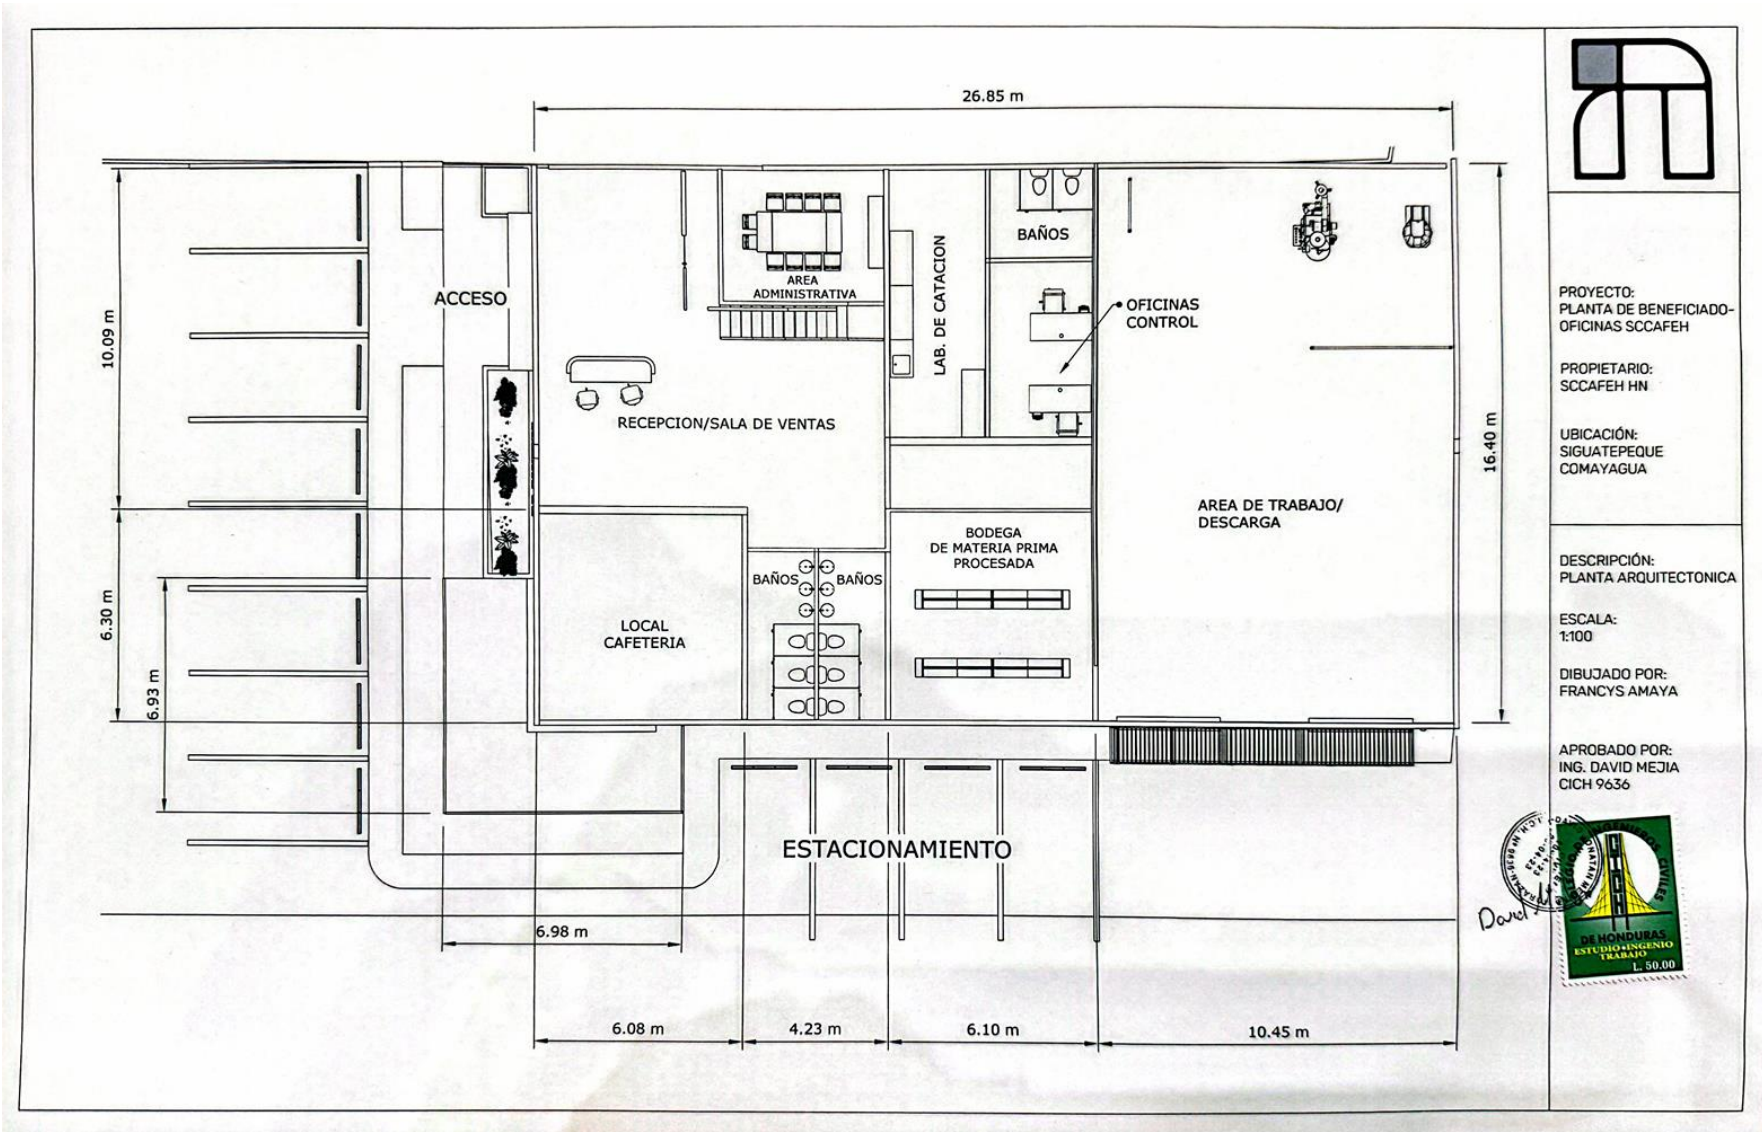 26.85 m
10.09 m
ACCESO
AREA
ADMINISTRATIVA
LAB. DE CATACION
BAÑOS
OFICINAS
CONTROL
16.40 m
RECEPCION/SALA DE VENTAS
AREA DE TRABAJO/
DESCARGA
BODEGA
DE MATERIA PRIMA
PROCESADA
BAÑOS
BAÑOS
LOCAL
CAFETERIA
6.30 m
6.93 m
ESTACIONAMIENTO
6.98 m
6.08 m
4.23 m
6.10 m
10.45 m
PROYECTO:
PLANTA DE BENEFICIADO-
OFICINAS SCCAFEH
PROPIETARIO:
SCCAFEH HN
UBICACIÓN:
SIGUATEPEQUE
COMAYAGUA
DESCRIPCIÓN:
PLANTA ARQUITECTONICA
ESCALA:
1:100
DIBUJADO POR:
FRANCYS AMAYA
APROBADO POR:
ING. DAVID MEJIA
CICH 9636
David
CIVILES
CICH
DE HONDURAS
ESTUDIO•INGENIO
TRABAJO
L. 50.00